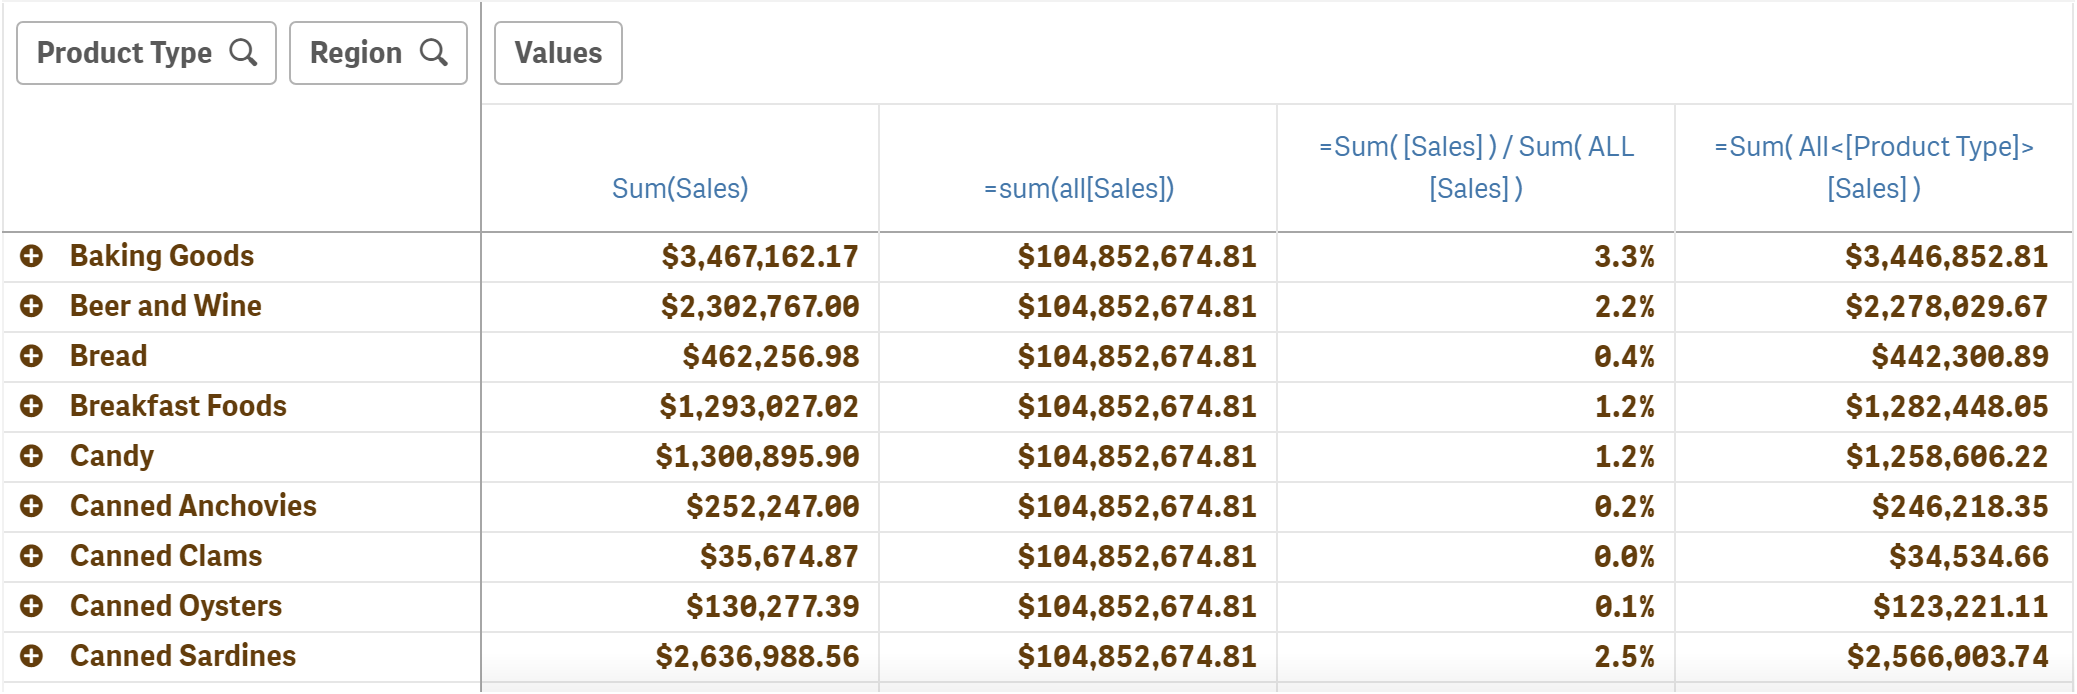 Product Type Region Values
=Sum( [Sales] ) / Sum( ALL =Sum( All<[Product Type]>
Sum(Sales) =sum(all[Sales]) [Sales] ) [Sales] )
Baking Goods $3,467,162.17 $104,852,674.81 3.3% $3,446,852.81
Beer and Wine $2,302,767.00 $104,852,674.81 2.2% $2,278,029.67
Bread $462,256.98 $104,852,674.81 0.4% $442,300.89
Breakfast Foods $1,293,027.02 $104,852,674.81 1.2% $1,282,448.05
Candy $1,300,895.90 $104,852,674.81 1.2% $1,258,606.22
Canned Anchovies $252,247.00 $104,852,674.81 0.2% $246,218.35
Canned Clams $35,674.87 $104,852,674.81 0.0% $34,534.66
Canned Oysters $130,277.39 $104,852,674.81 0.1% $123,221.11
Canned Sardines $2,636,988.56 $104,852,674.81 2.5% $2,566,003.74